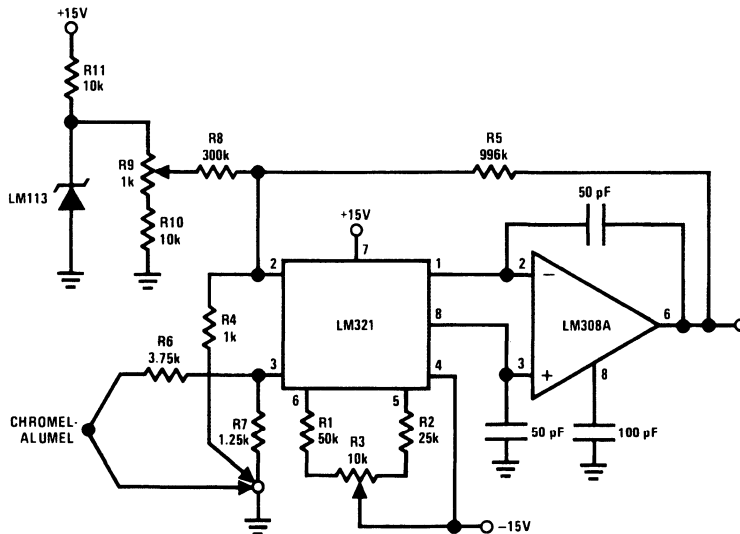 +15V
R11
10k
R8
300k
R5
996k
R9
1k
LM113
R10
10k
50 pF
+15V
7
2
1
2
−
LM321
LM308A
6
R4
1k
8
R6
3.75k
3
4
3
+
8
CHROMEL-
ALUMEL
R7
1.25k
6
5
R1
50k
R3
10k
R2
25k
50 pF
100 pF
−15V